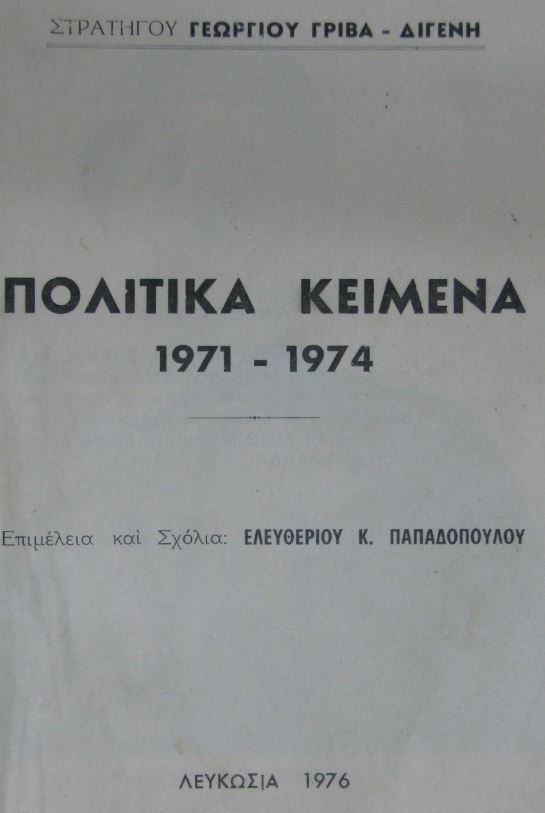 ΣΤΡΑΤΗΓΟΥ ΓΕΩΡΓΙΟΥ ΓΡΙΒΑ - ΔΙΓΕΝΗ
ΠΟΛΙΤΙΚΑ ΚΕΙΜΕΝΑ
1971 - 1974
Επιμέλεια καὶ Σχόλια: ΕΛΕΥΘΕΡΙΟΥ Κ. ΠΑΠΑΔΟΠΟΥΛΟΥ
ΛΕΥΚΩΣΙΑ 1976